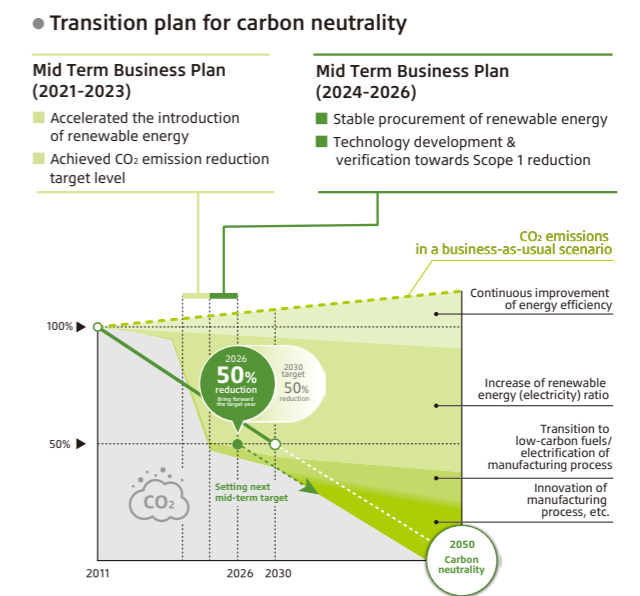 Transition plan for carbon neutrality
Mid Term Business Plan
(2021-2023)
Accelerated the introduction
of renewable energy
Achieved CO₂ emission reduction
target level
Mid Term Business Plan
(2024-2026)
Stable procurement of renewable energy
Technology development &
verification towards Scope 1 reduction
CO₂ emissions
in a business-as-usual scenario
Continuous improvement
of energy efficiency
100%
2026
50%
reduction
Bring forward
the target year
2030
target
50%
reduction
Increase of renewable
energy (electricity) ratio
Transition to
low-carbon fuels/
electrification of
manufacturing process
50%
Setting next
mid-term target
CO₂
Innovation of
manufacturing
process, etc.
2050
Carbon
neutrality
2011
2026
2030